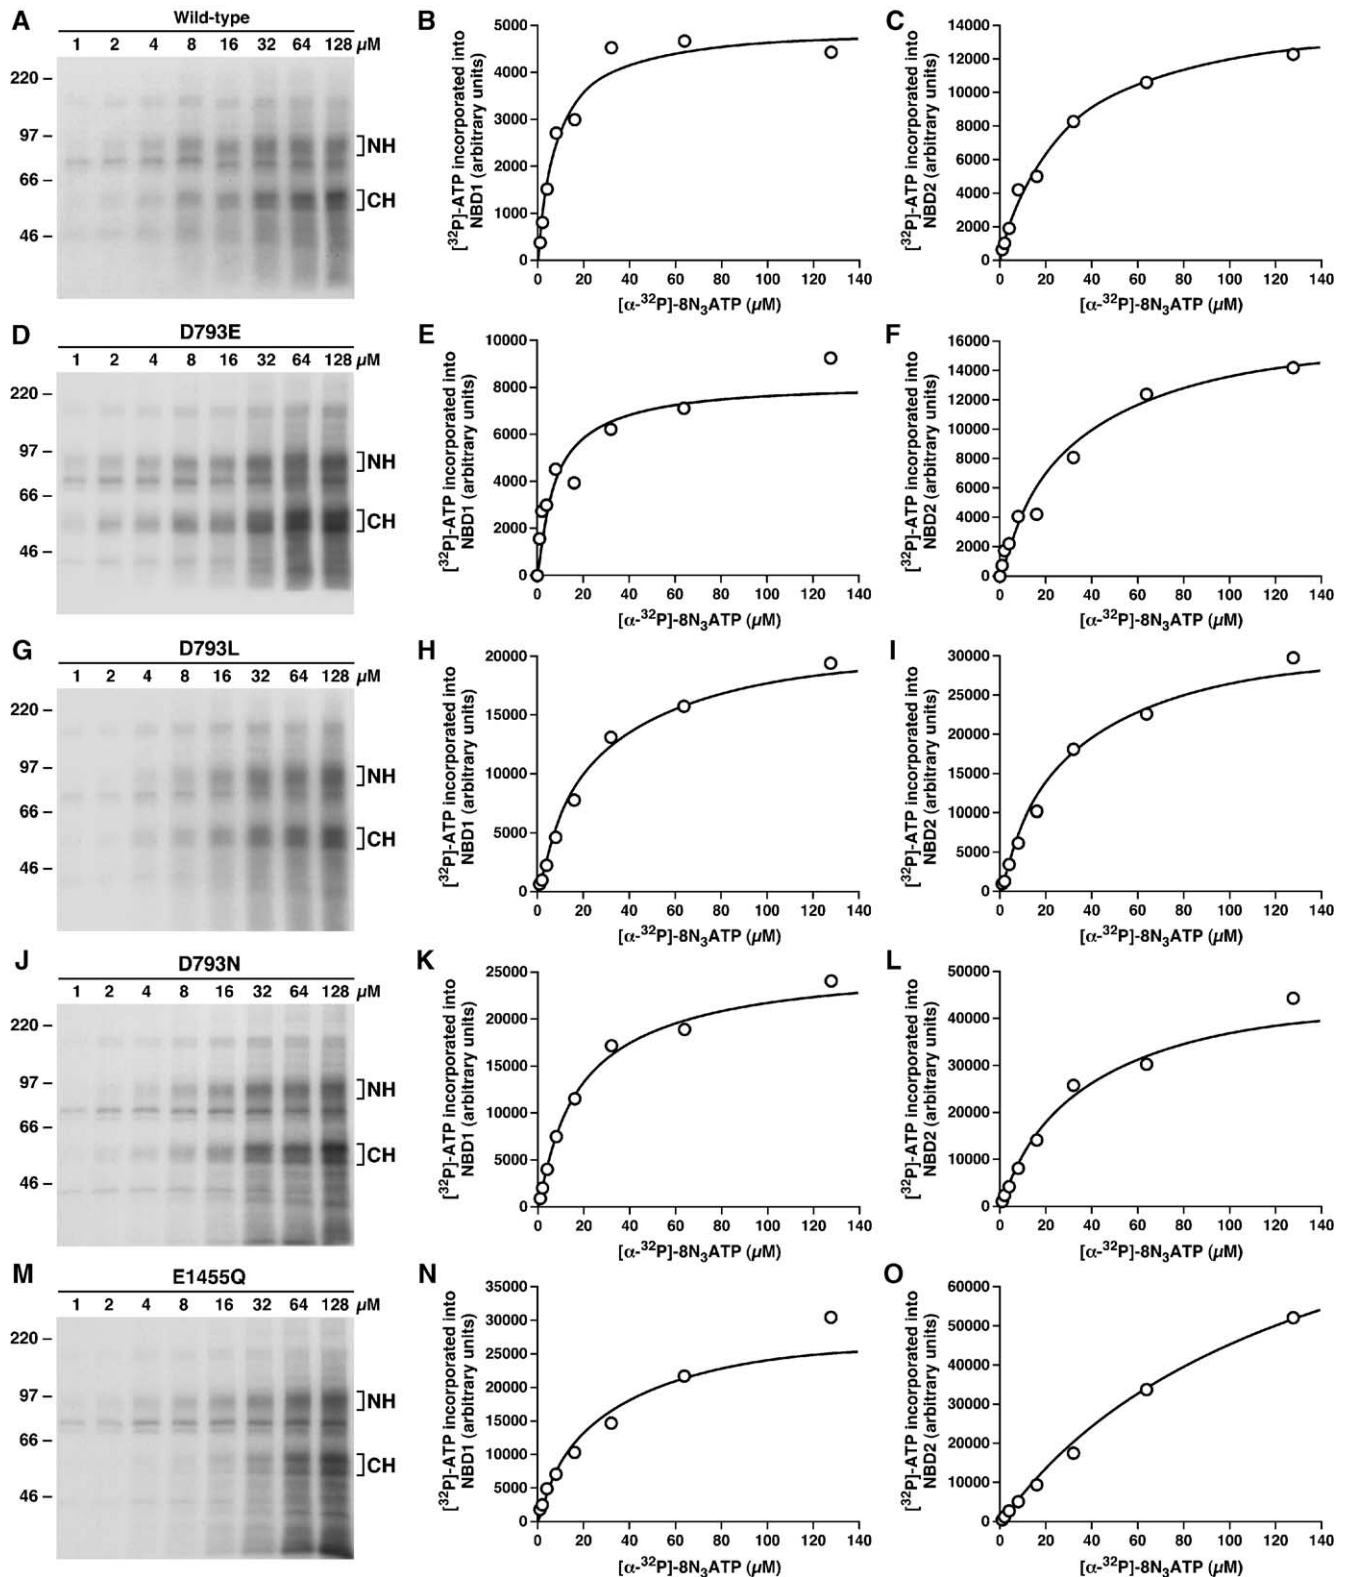 A
Wild-type
1 2 4 8 16 32 64 128 µM
220
97
66
46
NH
CH
B
[32P]-ATP incorporated into
NBD1 (arbitrary units)
5000
4000
3000
2000
1000
0
0 20 40 60 80 100 120 140
[α-32P]-8N3ATP (µM)
C
[32P]-ATP incorporated into
NBD2 (arbitrary units)
14000
12000
10000
8000
6000
4000
2000
0
0 20 40 60 80 100 120 140
[α-32P]-8N3ATP (µM)
D
D793E
1 2 4 8 16 32 64 128 µM
220
97
66
46
NH
CH
E
[32P]-ATP incorporated into
NBD1 (arbitrary units)
10000
8000
6000
4000
2000
0
0 20 40 60 80 100 120 140
[α-32P]-8N3ATP (µM)
F
[32P]-ATP incorporated into
NBD2 (arbitrary units)
16000
14000
12000
10000
8000
6000
4000
2000
0
0 20 40 60 80 100 120 140
[α-32P]-8N3ATP (µM)
G
D793L
1 2 4 8 16 32 64 128 µM
220
97
66
46
NH
CH
H
[32P]-ATP incorporated into
NBD1 (arbitrary units)
20000
15000
10000
5000
0
0 20 40 60 80 100 120 140
[α-32P]-8N3ATP (µM)
I
[32P]-ATP incorporated into
NBD2 (arbitrary units)
30000
25000
20000
15000
10000
5000
0
0 20 40 60 80 100 120 140
[α-32P]-8N3ATP (µM)
J
D793N
1 2 4 8 16 32 64 128 µM
220
97
66
46
NH
CH
K
[32P]-ATP incorporated into
NBD1 (arbitrary units)
25000
20000
15000
10000
5000
0
0 20 40 60 80 100 120 140
[α-32P]-8N3ATP (µM)
L
[32P]-ATP incorporated into
NBD2 (arbitrary units)
50000
40000
30000
20000
10000
0
0 20 40 60 80 100 120 140
[α-32P]-8N3ATP (µM)
M
E1455Q
1 2 4 8 16 32 64 128 µM
220
97
66
46
NH
CH
N
[32P]-ATP incorporated into
NBD1 (arbitrary units)
35000
30000
25000
20000
15000
10000
5000
0
0 20 40 60 80 100 120 140
[α-32P]-8N3ATP (µM)
O
[32P]-ATP incorporated into
NBD2 (arbitrary units)
60000
50000
40000
30000
20000
10000
0
0 20 40 60 80 100 120 140
[α-32P]-8N3ATP (µM)